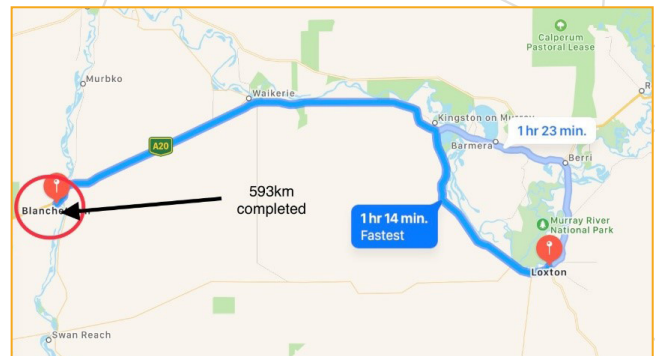 Calperum
Pastoral Lease
Murbko
Waikerie
Kingston on Murray
1 hr 23 min.
Barmera
Berri
A20
593km
completed
1 hr 14 min.
Fastest
Murray River
National Park
Loxton
Swan Reach